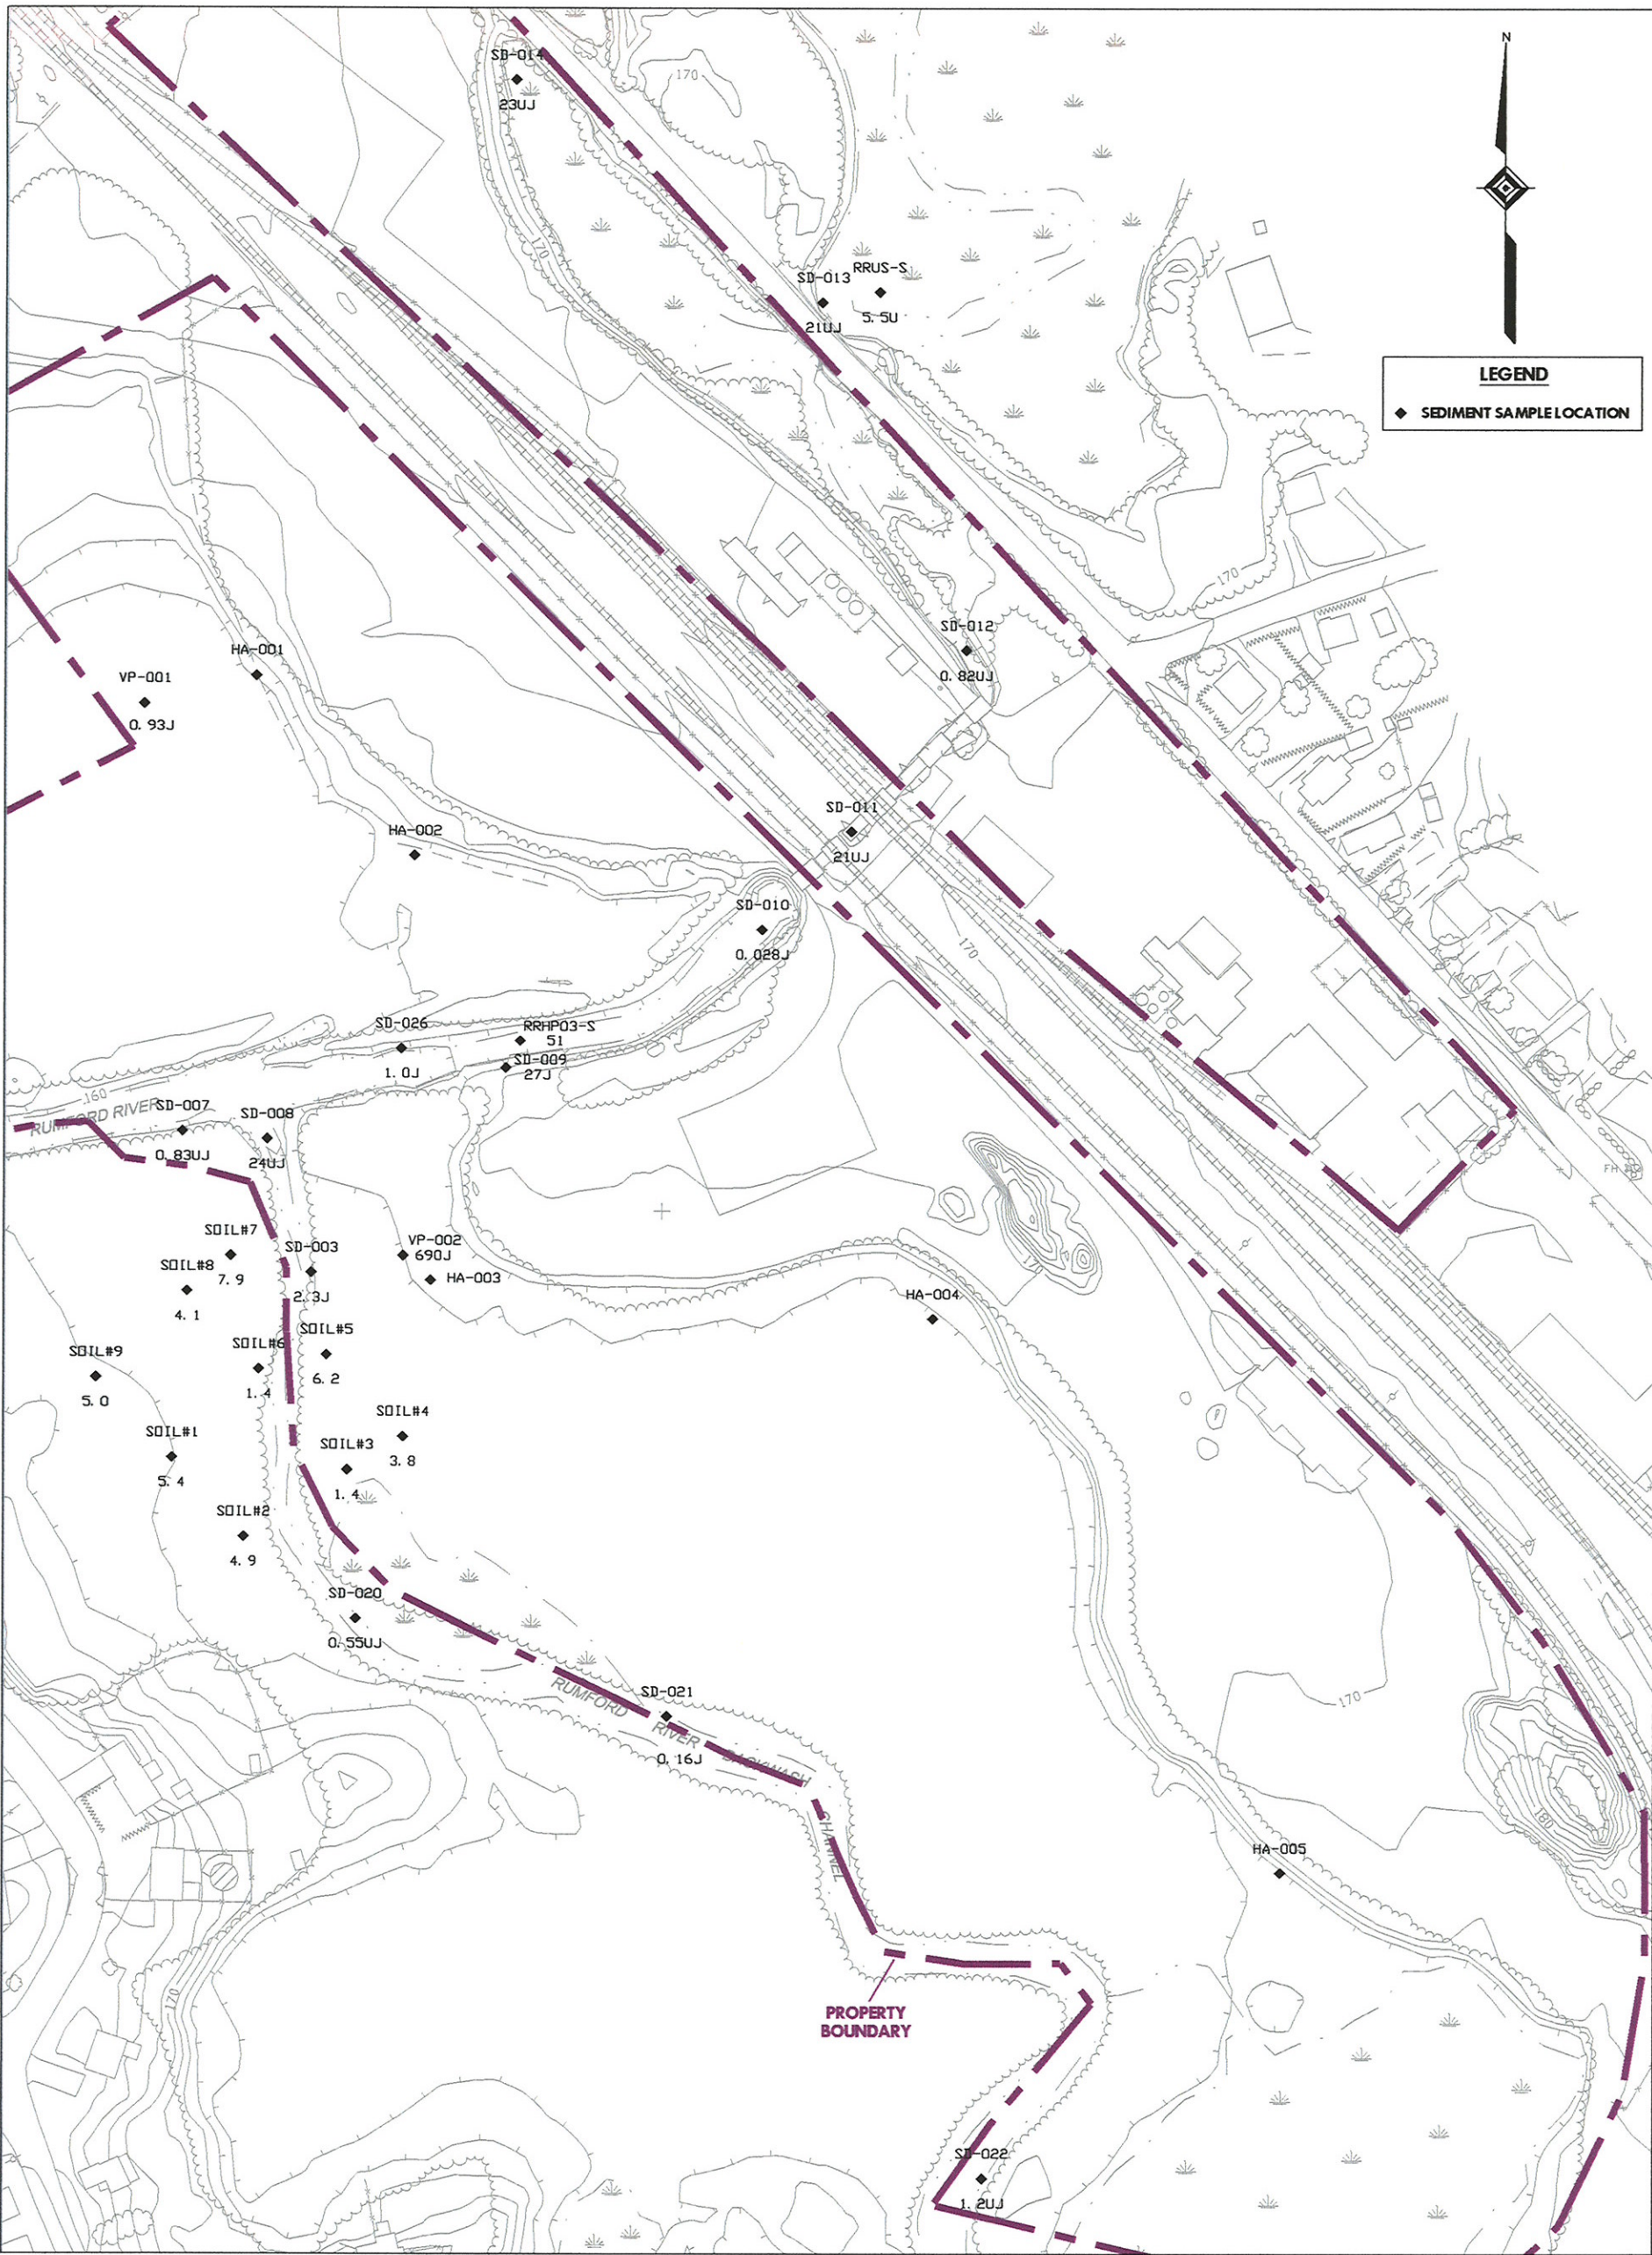 N
SD-014
23UJ
170
170
SD-013
21UJ
RRUS-S
5.5U
LEGEND
SEDIMENT SAMPLE LOCATION
170
SD-012
0.82UJ
HA-001
VP-001
0.93J
SD-011
21UJ
HA-002
SD-010
0.028J
170
SD-026
1.0J
RRHP03-S
51
SD-009
27J
160
RUMFORD RIVER
SD-007
0.83UJ
SD-008
24UJ
FH
SOIL#7
7.9
SD-003
2.3J
VP-002
690J
HA-003
SOIL#8
4.1
HA-004
SOIL#5
6.2
SOIL#6
1.4
SOIL#9
5.0
SOIL#4
3.8
SOIL#1
5.4
SOIL#3
1.4
SOIL#2
4.9
SD-020
0.55UJ
SD-021
0.16J
RUMFORD
RIVER
BACKWASH
CHANNEL
170
180
HA-005
170
PROPERTY
BOUNDARY
SD-022
1.2UJ